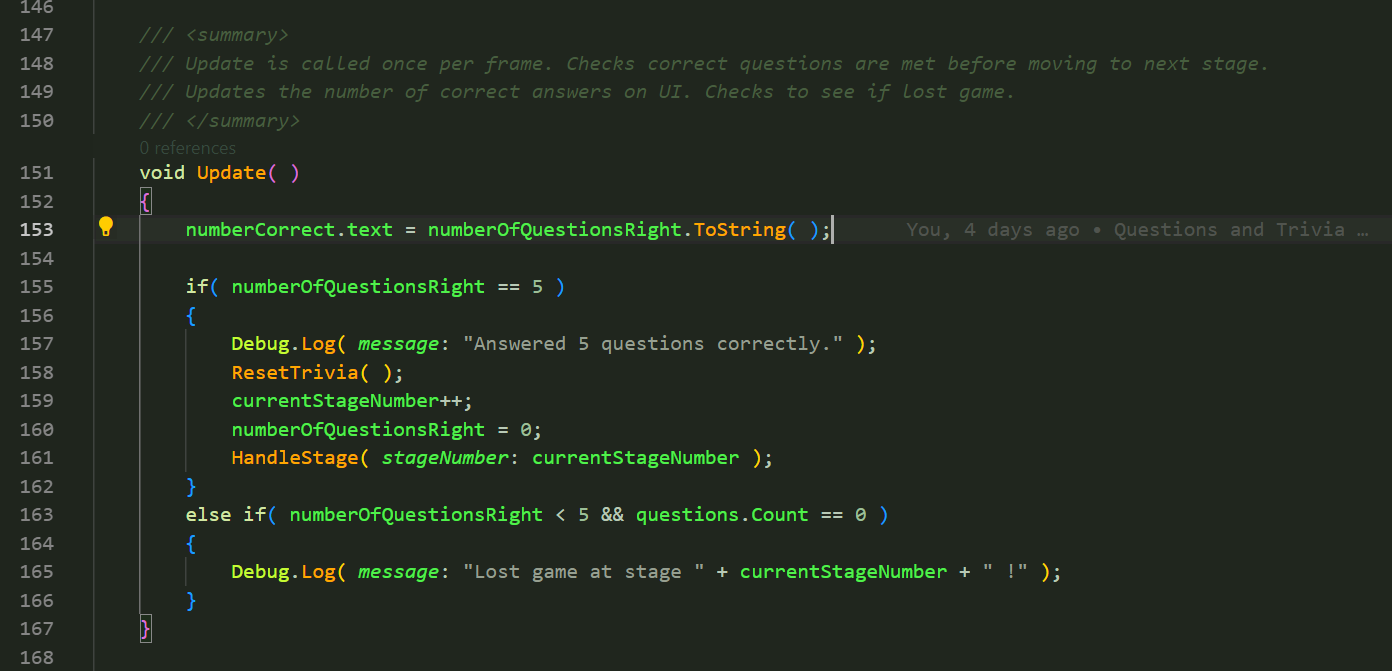 146
147 /// <summary>
148 /// Update is called once per frame. Checks correct questions are met before moving to next stage.
149 /// Updates the number of correct answers on UI. Checks to see if lost game.
150 /// </summary>
0 references
151 void Update( )
152 {
153 numberCorrect.text = numberOfQuestionsRight.ToString( ); You, 4 days ago • Questions and Trivia …
154
155 if( numberOfQuestionsRight == 5 )
156 {
157 Debug.Log( message: "Answered 5 questions correctly." );
158 ResetTrivia( );
159 currentStageNumber++;
160 numberOfQuestionsRight = 0;
161 HandleStage( stageNumber: currentStageNumber );
162 }
163 else if( numberOfQuestionsRight < 5 && questions.Count == 0 )
164 {
165 Debug.Log( message: "Lost game at stage " + currentStageNumber + " !" );
166 }
167 }
168